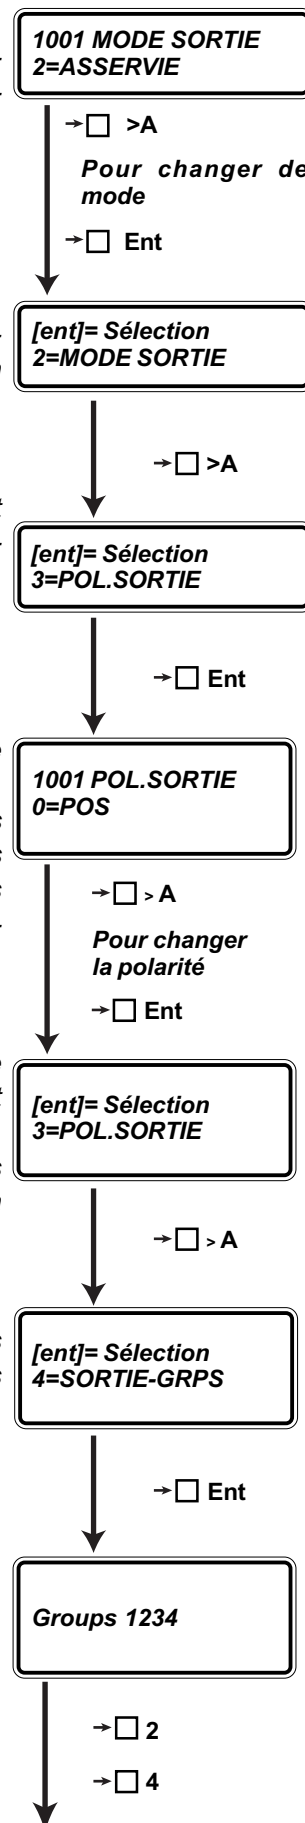 1001 MODE SORTIE
2=ASSERVIE
→□ >A
Pour changer de
mode
→□ Ent
[ent]= Sélection
2=MODE SORTIE
→□ >A
[ent]= Sélection
3=POL.SORTIE
→□ Ent
1001 POL.SORTIE
0=POS
→□ > A
Pour changer
la polarité
→□ Ent
[ent]= Sélection
3=POL.SORTIE
→□ > A
[ent]= Sélection
4=SORTIE-GRPS
→□ Ent
Groups 1234
→□ 2
→□ 4